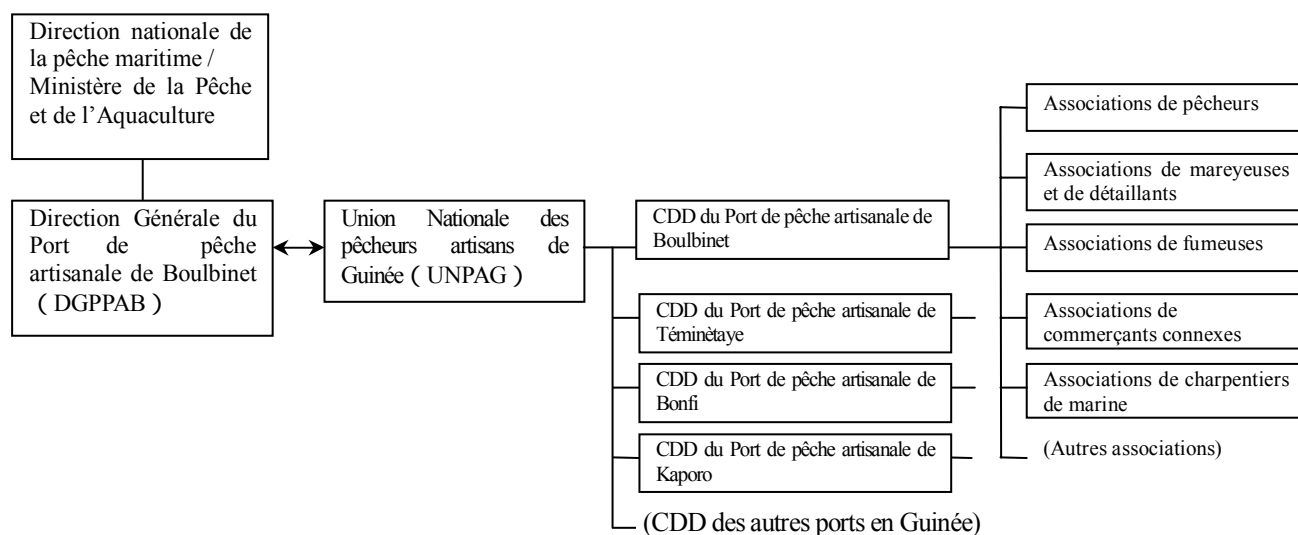 Direction nationale de
la pêche maritime /
Ministère de la Pêche
et de l’Aquaculture
Direction Générale du
Port de pêche
artisanale de Boulbinet
( DGPPAB )
Union Nationale des
pêcheurs artisans de
Guinée ( UNPAG )
CDD du Port de pêche artisanale de
Boulbinet
CDD du Port de pêche artisanale de
Téminètaye
CDD du Port de pêche artisanale de
Bonfi
CDD du Port de pêche artisanale de
Kaporo
(CDD des autres ports en Guinée)
Associations de pêcheurs
Associations de mareyeuses
et de détaillants
Associations de fumeuses
Associations de
commerçants connexes
Associations de charpentiers
de marine
(Autres associations)